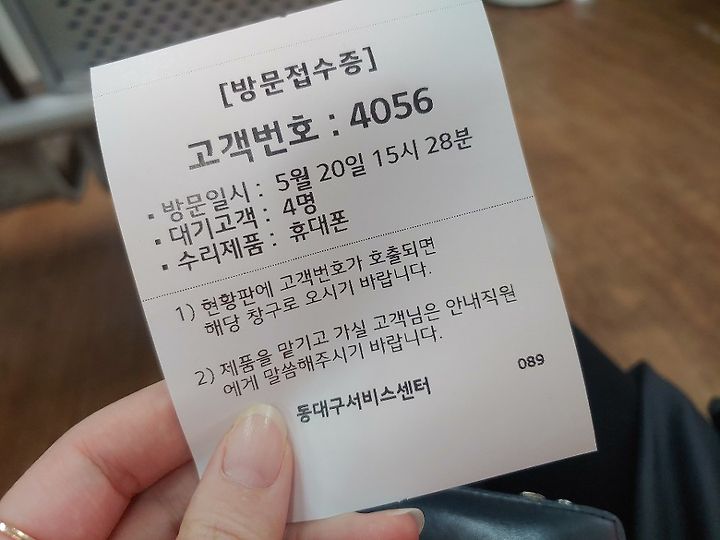 [방문접수증]
고객번호 : 4056
▪ 방문일시 : 5월 20일 15시 28분
▪ 대기고객 : 4명
▪ 수리제품 : 휴대폰
1) 현황판에 고객번호가 호출되면
해당 창구로 오시기 바랍니다.
2) 제품을 맡기고 가실 고객님은 안내직원
에게 말씀해주시기 바랍니다.
089
동대구서비스센터